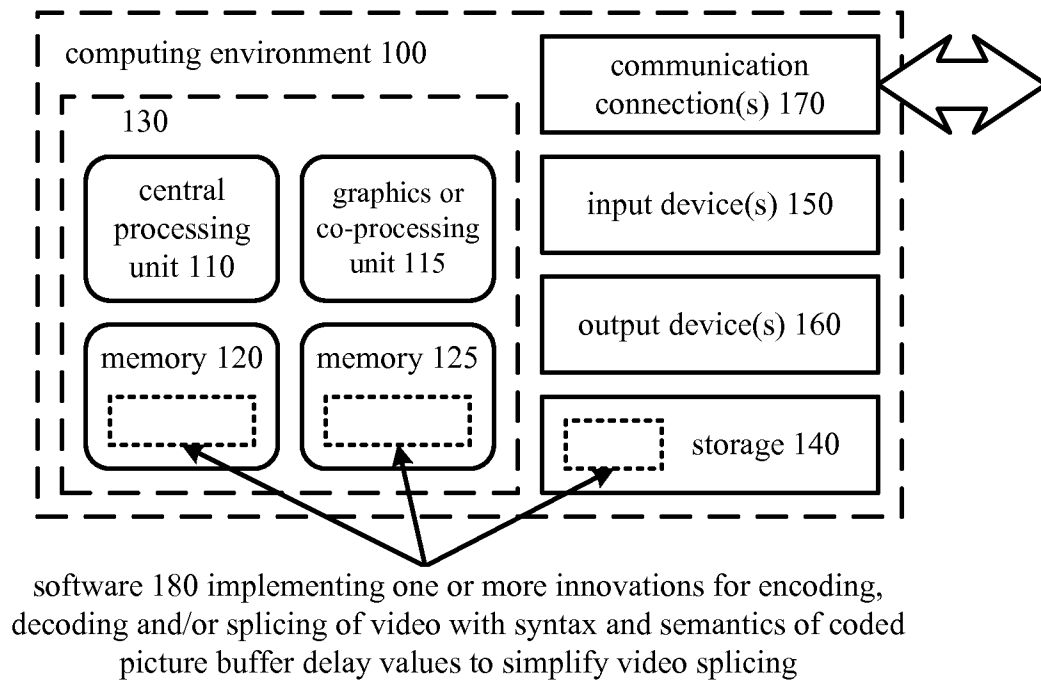 computing environment 100
130
central
processing
unit 110
graphics or
co-processing
unit 115
memory 120
memory 125
communication
connection(s) 170
input device(s) 150
output device(s) 160
storage 140
software 180 implementing one or more innovations for encoding,
decoding and/or splicing of video with syntax and semantics of coded
picture buffer delay values to simplify video splicing